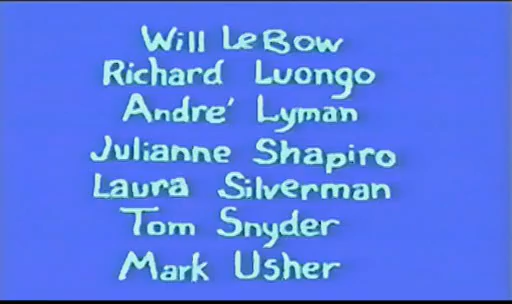 Will LeBow
Richard Luongo
Andre' Lyman
Julianne Shapiro
Laura Silverman
Tom Snyder
Mark Usher